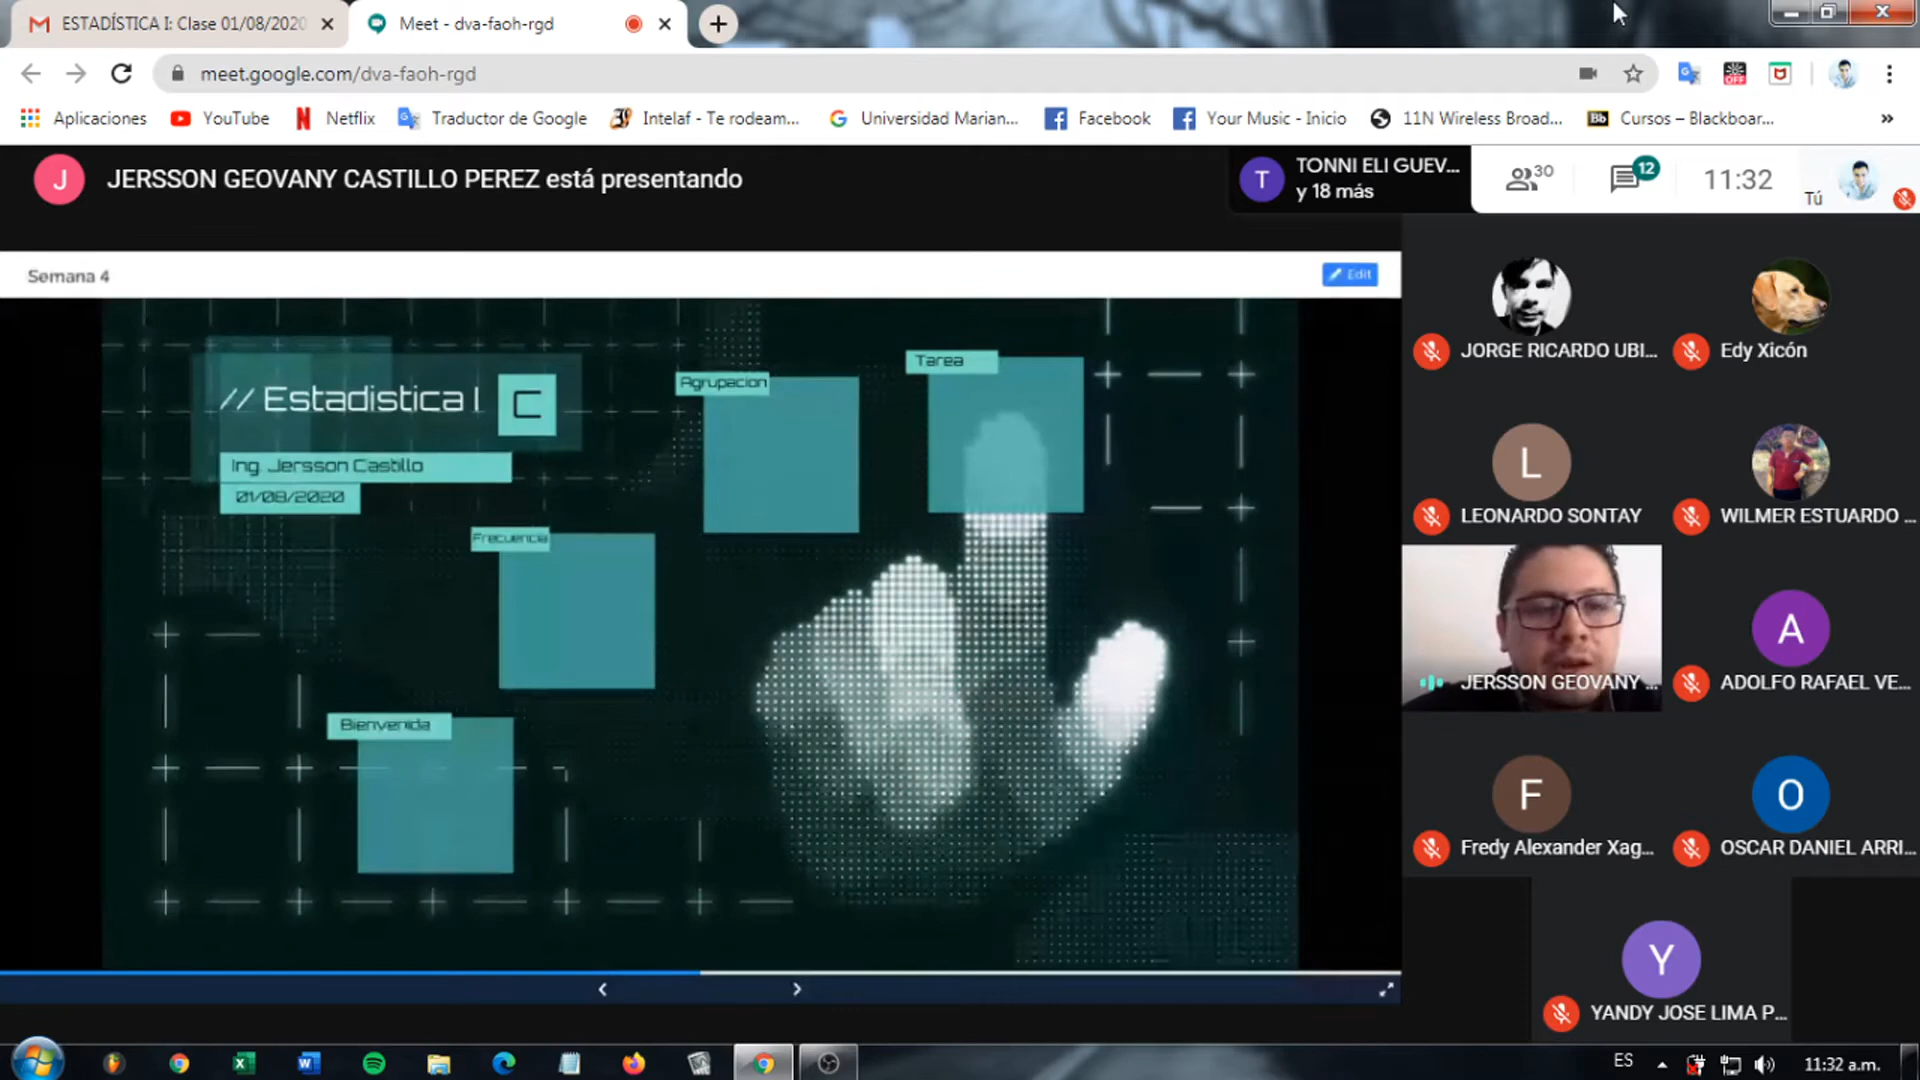 ESTADÍSTICA I: Clase 01/08/2020
Meet - dva-faoh-rgd
meet.google.com/dva-faoh-rgd
OFF
Aplicaciones
YouTube
Netflix
Traductor de Google
Intelaf - Te rodeam...
Universidad Marian...
Facebook
Your Music - Inicio
11N Wireless Broad...
Bb
Cursos – Blackboar...
J
JERSSON GEOVANY CASTILLO PEREZ está presentando
T
TONNI ELI GUEV...
y 18 más
30
12
11:32
Tú
Semana 4
Edit
// Estadistica I
C
Ing. Jersson Castillo
01/08/2020
Agrupacion
Tarea
Frecuencia
Bienvenida
JORGE RICARDO UBI...
Edy Xicón
L
LEONARDO SONTAY
WILMER ESTUARDO ...
JERSSON GEOVANY ...
A
ADOLFO RAFAEL VE...
F
Fredy Alexander Xag...
O
OSCAR DANIEL ARRI...
Y
YANDY JOSE LIMA P...
ES
11:32 a.m.